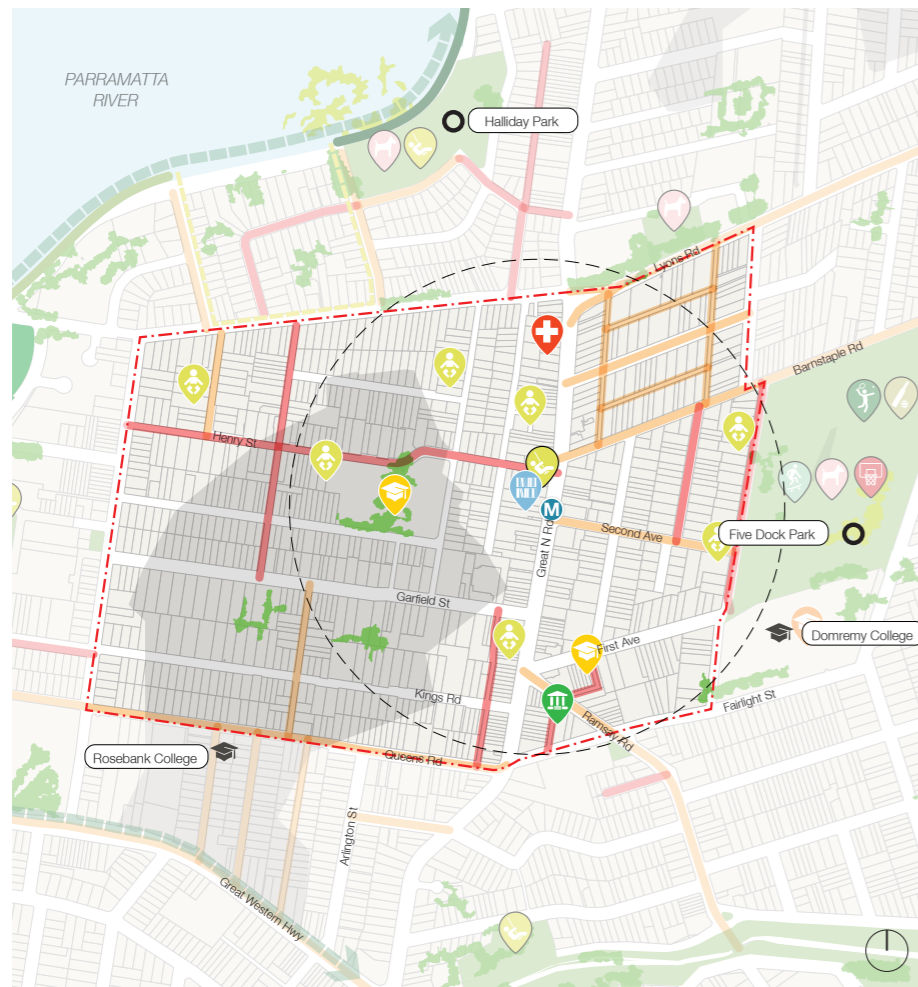 PARRAMATTA
RIVER
Halliday Park
Lyons Rd
Barnstaple Rd
Henry St
M
Great N Rd
Second Ave
Five Dock Park
Garfield St
First Ave
Domremy College
Kings Rd
Fairlight St
Ramsay Rd
Rosebank College
Queens Rd
Arlington St
Great Western Hwy